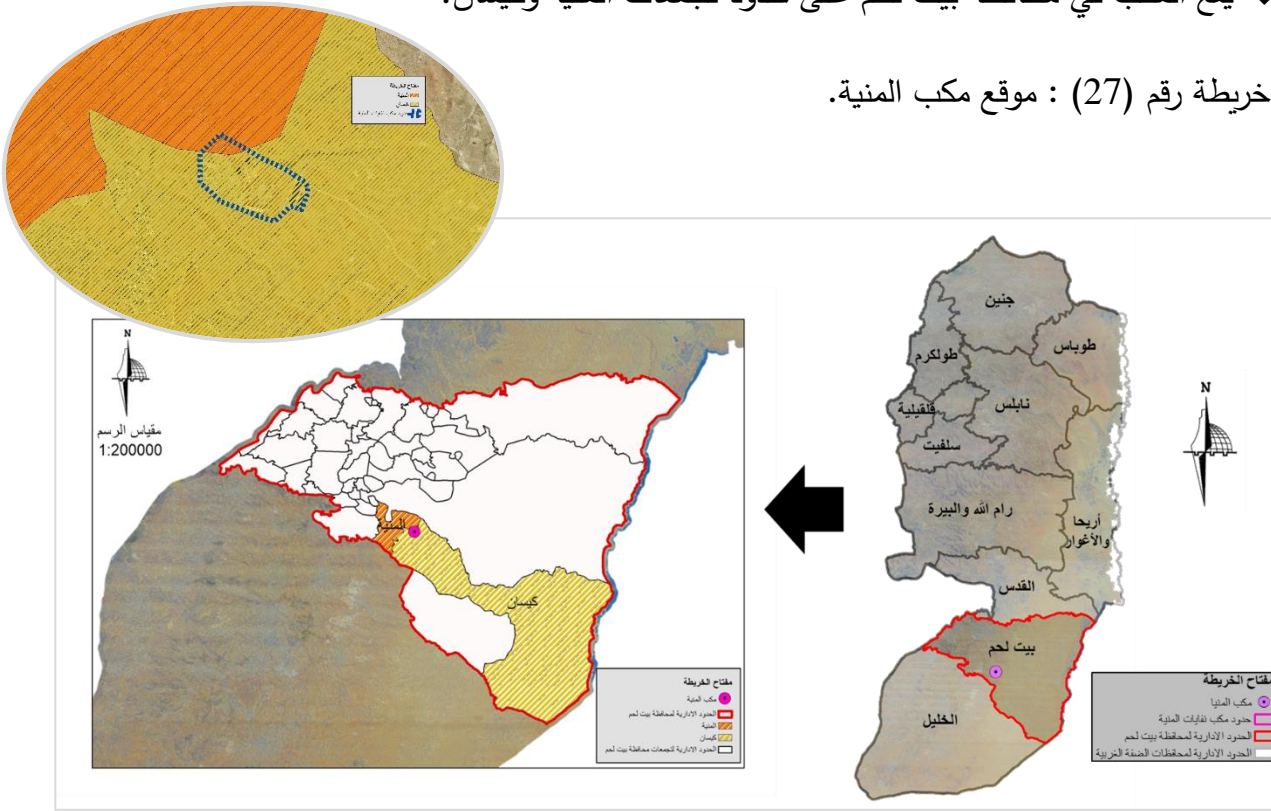 خريطة رقم (27) : موقع مكب المنية.
مفتاح الخريطة
المنية
كيسان
N
مقياس الرسم
1:200000
المنية
كيسان
مفتاح الخريطة
مكب المنية
الحدود الادارية لمحافظة بيت لحم
المنية
كيسان
الحدود الادارية لتجمعات محافظة بيت لحم
N
جنين
طوباس
طولكرم
نابلس
قلقيلية
سلفيت
رام الله والبيرة
أريحا
والأغوار
القدس
بيت لحم
الخليل
مفتاح الخريطة
مكب المنيا
حدود مكب نفايات المنية
الحدود الادارية لمحافظة بيت لحم
الحدود الادارية لمحافظات الضفة الغربية